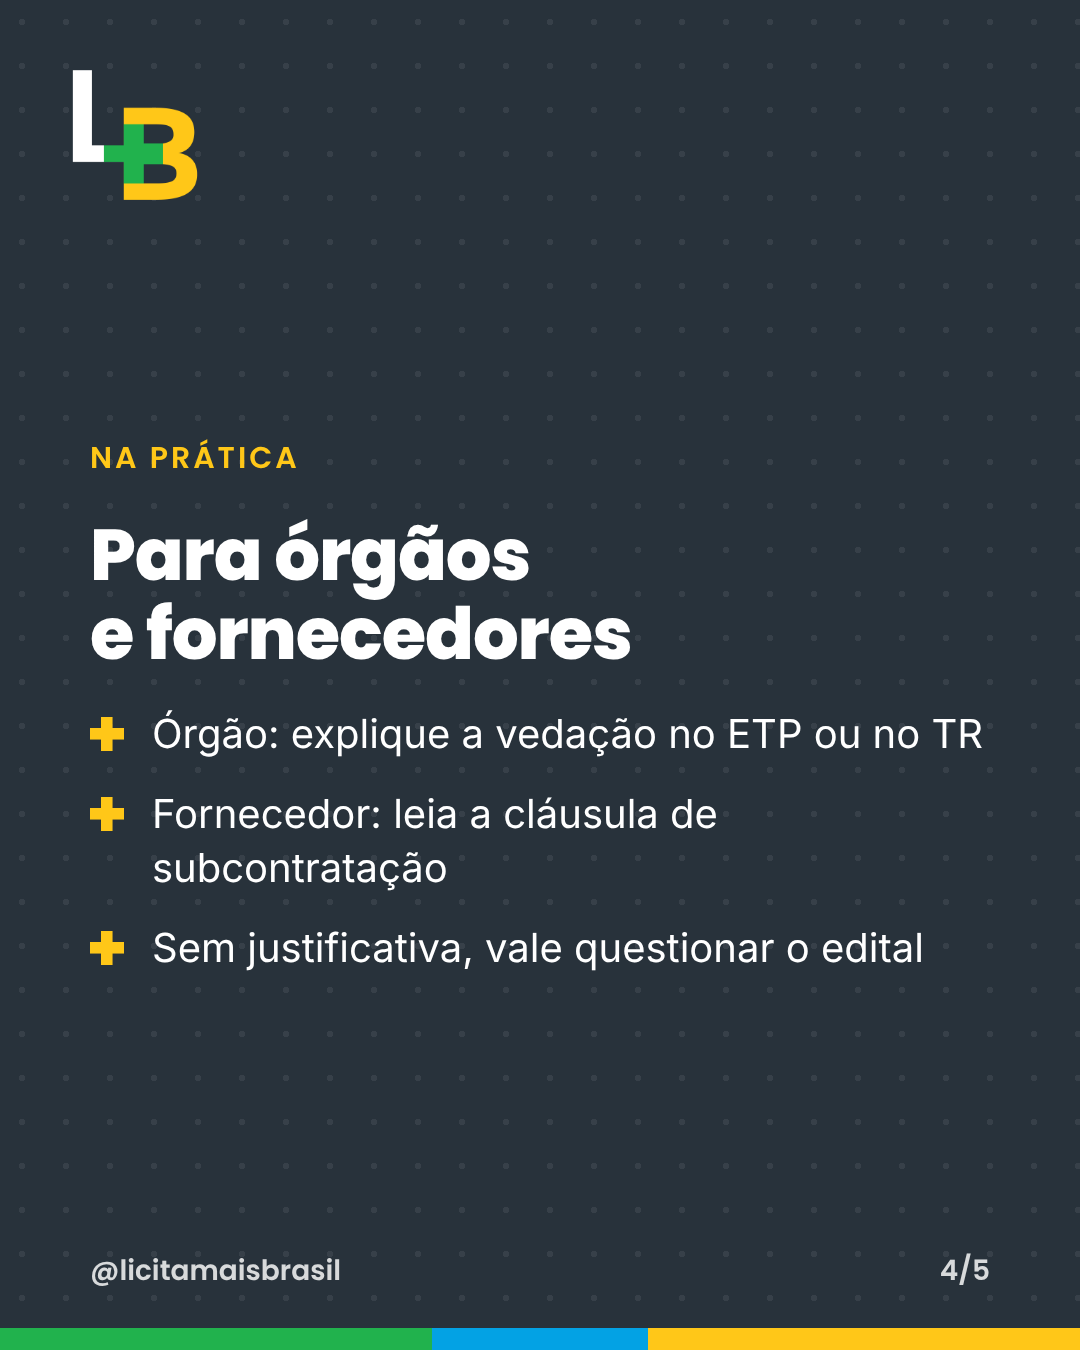 L+B
NA PRÁTICA
Para órgãos
e fornecedores
Órgão: explique a vedação no ETP ou no TR
Fornecedor: leia a cláusula de
subcontratação
Sem justificativa, vale questionar o edital
@licitamaisbrasil
4/5